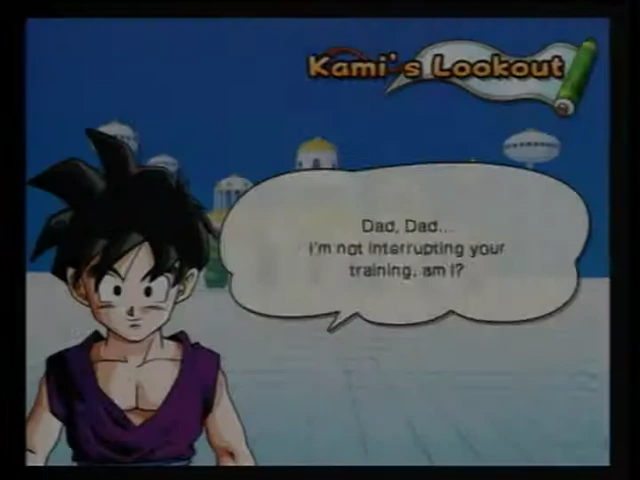 Kami's Lookout
Dad, Dad...
I'm not interrupting your
training, am I?